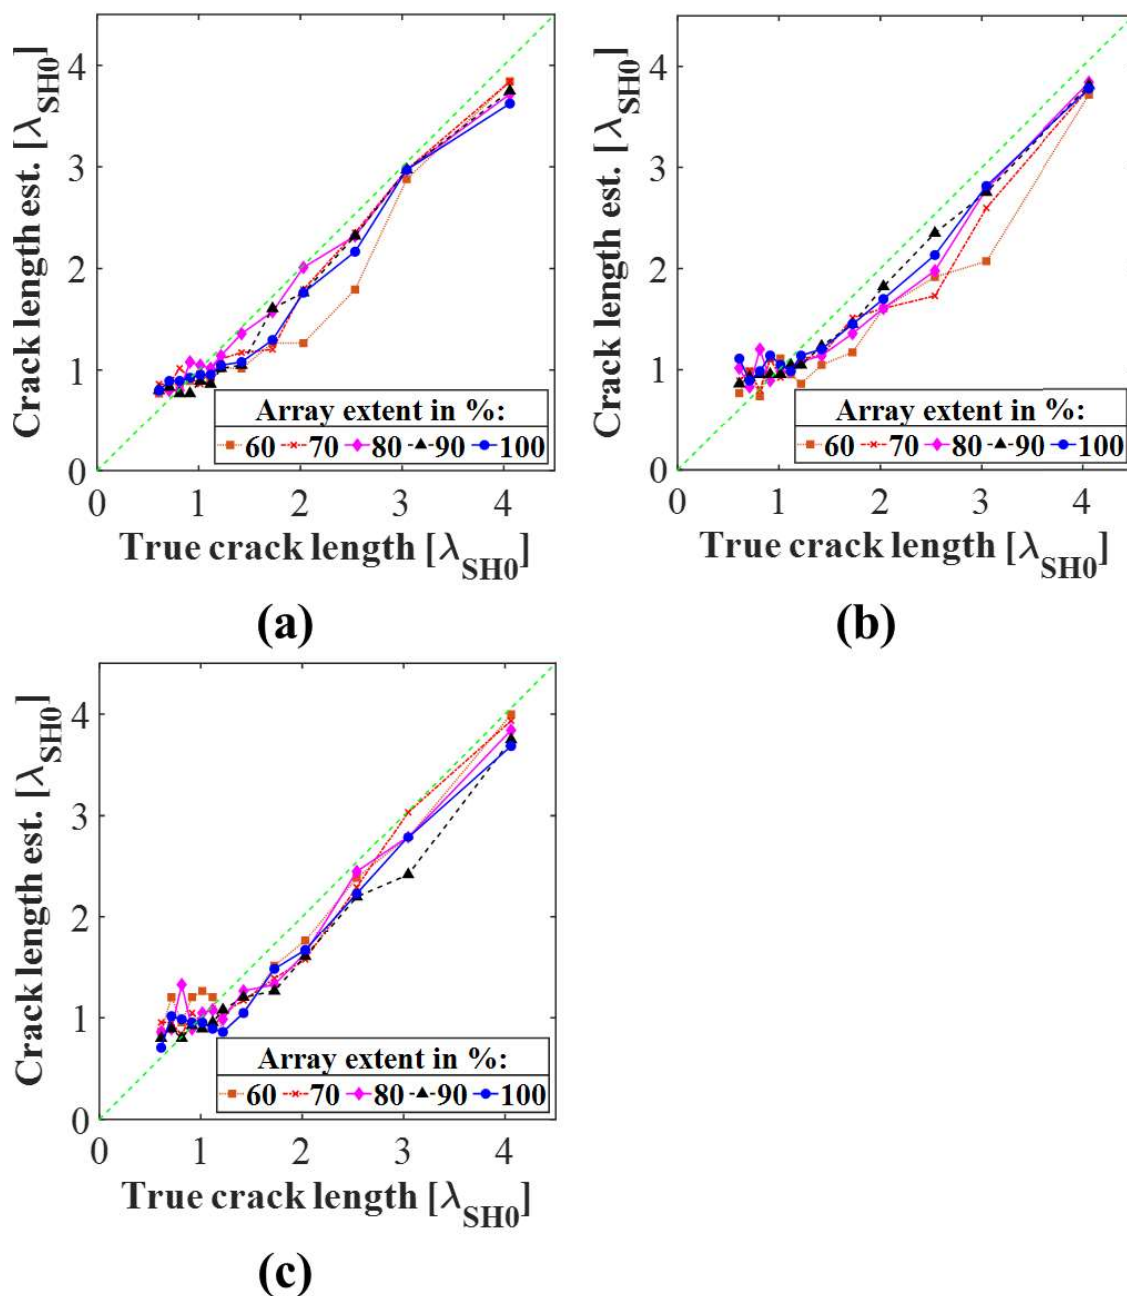 Crack length est. [λSH0]
4
3
2
1
0
Array extent in %:
60 70 80 90 100
0 1 2 3 4
True crack length [λSH0]
(a)
Crack length est. [λSH0]
4
3
2
1
0
Array extent in %:
60 70 80 90 100
0 1 2 3 4
True crack length [λSH0]
(b)
Crack length est. [λSH0]
4
3
2
1
0
Array extent in %:
60 70 80 90 100
0 1 2 3 4
True crack length [λSH0]
(c)